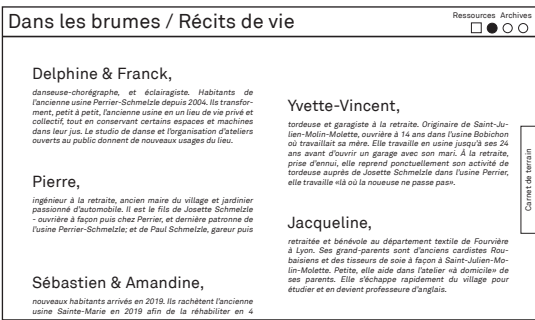 Dans les brumes / Récits de vie
Ressources Archives
Delphine & Franck,
danseuse-chorégraphe, et éclairagiste. Habitants de
l'ancienne usine Perrier-Schmelzle depuis 2004. Ils transfor-
ment, petit à petit, l'ancienne usine en un lieu de vie privé et
collectif, tout en conservant certains espaces et machines
dans leur jus. Le studio de danse et l'organisation d'ateliers
ouverts au public donnent de nouveaux usages du lieu.
Pierre,
ingénieur à la retraite, ancien maire du village et jardinier
passionné d'automobile. Il est le fils de Josette Schmelzle
- ouvrière à façon puis chez Perrier, et dernière patronne de
l'usine Perrier-Schmelzle; et de Paul Schmelzle, gareur puis
Sébastien & Amandine,
nouveaux habitants arrivés en 2019. Ils rachètent l'ancienne
usine Sainte-Marie en 2019 afin de la réhabiliter en 4
Yvette-Vincent,
tordeuse et garagiste à la retraite. Originaire de Saint-Ju-
lien-Molin-Molette, ouvrière à 14 ans dans l'usine Bobichon
où travaillait sa mère. Elle travaille en usine jusqu'à ses 24
ans avant d'ouvrir un garage avec son mari. À la retraite,
prise d'ennui, elle reprend ponctuellement son activité de
tordeuse auprès de Josette Schmelzle dans l'usine Perrier,
elle travaille «là où la noueuse ne passe pas».
Jacqueline,
retraitée et bénévole au département textile de Fourvière
à Lyon. Ses grand-parents sont d'anciens cardistes Rou-
baisiens et des tisseurs de soie à façon à Saint-Julien-Mo-
lin-Molette. Petite, elle aide dans l'atelier «à domicile» de
ses parents. Elle s'échappe rapidement du village pour
étudier et en devient professeure d'anglais.
Carnet de terrain